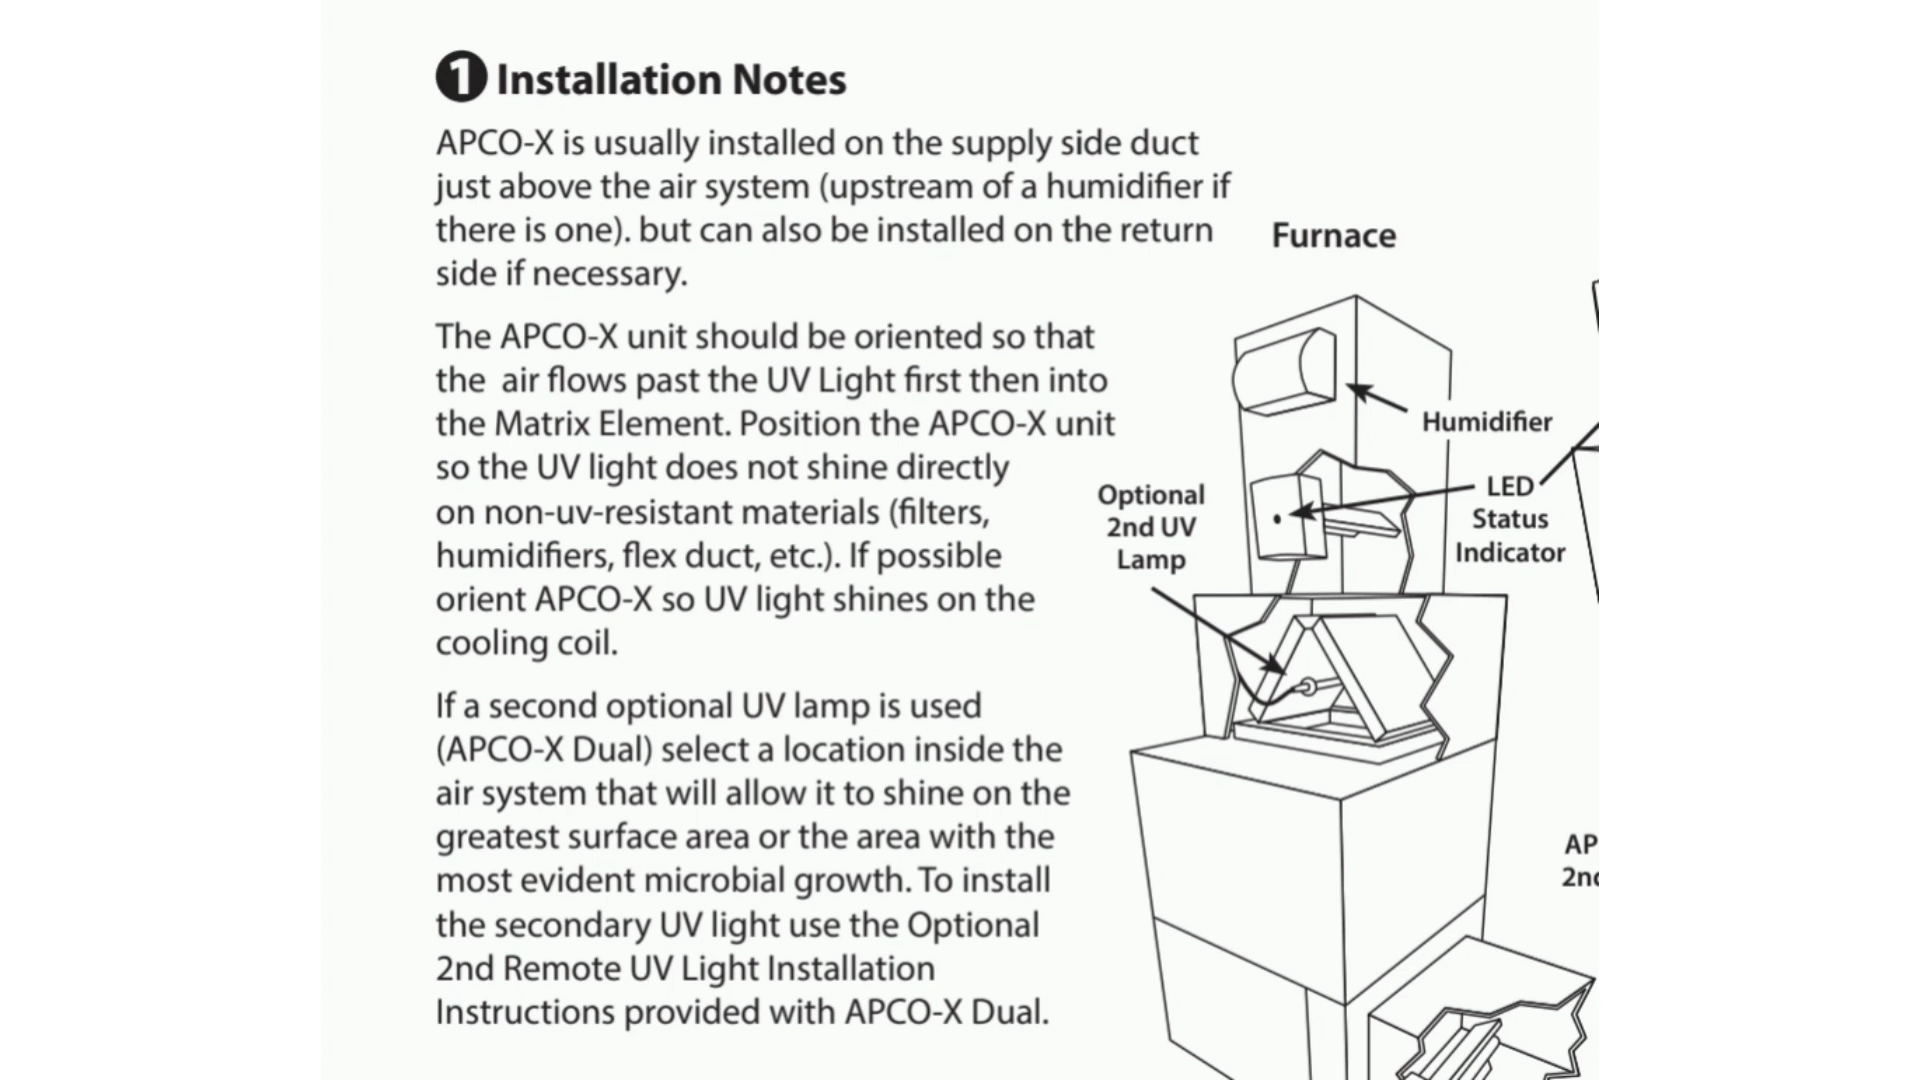 1 Installation Notes
APCO-X is usually installed on the supply side duct
just above the air system (upstream of a humidifier if
there is one). but can also be installed on the return
side if necessary.
The APCO-X unit should be oriented so that
the  air flows past the UV Light first then into
the Matrix Element. Position the APCO-X unit
so the UV light does not shine directly
on non-uv-resistant materials (filters,
humidifiers, flex duct, etc.). If possible
orient APCO-X so UV light shines on the
cooling coil.
If a second optional UV lamp is used
(APCO-X Dual) select a location inside the
air system that will allow it to shine on the
greatest surface area or the area with the
most evident microbial growth. To install
the secondary UV light use the Optional
2nd Remote UV Light Installation
Instructions provided with APCO-X Dual.
Furnace
Humidifier
LED
Status
Indicator
Optional
2nd UV
Lamp